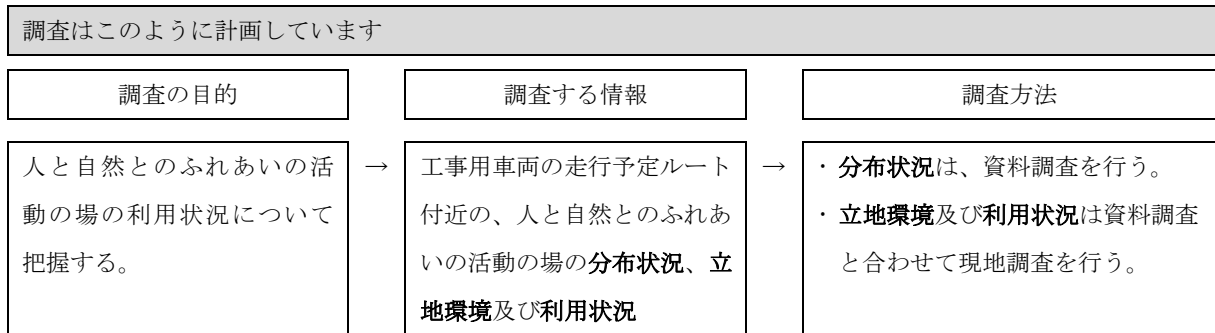 調査はこのように計画しています
調査の目的
調査する情報
調査方法
人と自然とのふれあいの活
動の場の利用状況について
把握する。
→
工事用車両の走行予定ルート
付近の、人と自然とのふれあ
いの活動の場の分布状況、立
地環境及び利用状況
→
・分布状況は、資料調査を行う。
・立地環境及び利用状況は資料調査
と合わせて現地調査を行う。